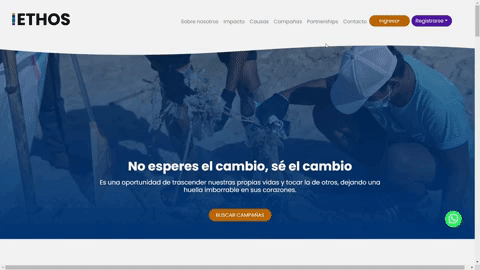 ETHOS
Sobre nosotros Impacto Causas Campañas Partnerships Contacto Ingresar Registrarse
No esperes el cambio, sé el cambio
Es una oportunidad de trascender nuestras propias vidas y tocar la de otros, dejando una
huella imborrable en sus corazones.
BUSCAR CAMPAÑAS